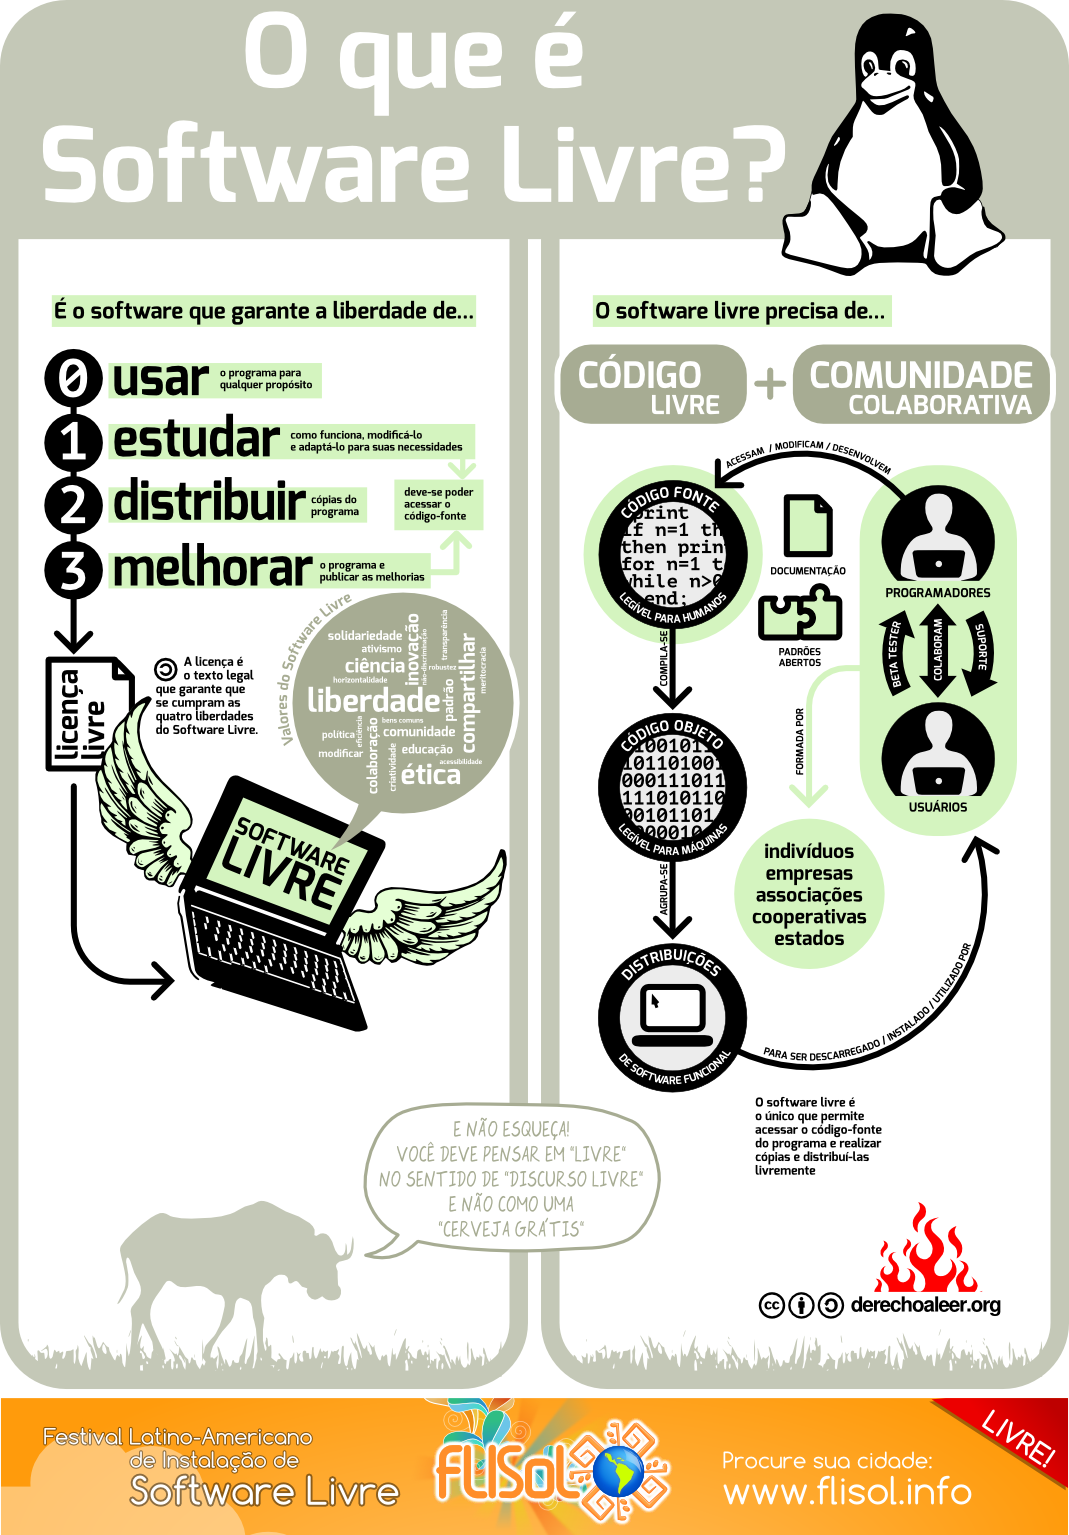 O que é
Software Livre?
É o software que garante a liberdade de...
0 usar
o programa para
qualquer propósito
1 estudar
como funciona, modificá-lo
e adaptá-lo para suas necessidades
2 distribuir
cópias do
programa
deve-se poder
acessar o
código-fonte
3 melhorar
o programa e
publicar as melhorias
licença
livre
A licença é
o texto legal
que garante que
se cumpram as
quatro liberdades
do Software Livre.
Valores do Software Livre
solidariedade
ativismo
ciência
horizontalidade
inovação
não-discriminação
transparência
robustez
compartilhar
meritocracia
liberdade
padrão
bens comuns
política
eficiência
comunidade
modificar
colaboração
criatividade
educação
acessibilidade
ética
SOFTWARE
LIVRE
E NÃO ESQUEÇA!
VOCÊ DEVE PENSAR EM "LIVRE"
NO SENTIDO DE "DISCURSO LIVRE"
E NÃO COMO UMA
"CERVEJA GRÁTIS"
O software livre precisa de...
CÓDIGO
LIVRE
+
COMUNIDADE
COLABORATIVA
ACESSAM / MODIFICAM / DESENVOLVEM
CÓDIGO FONTE
print
if n=1 th
then print
for n=1 t
while n>0
end;
LEGÍVEL PARA HUMANOS
DOCUMENTAÇÃO
PADRÕES
ABERTOS
PROGRAMADORES
BETA TESTER
COLABORAM
SUPORTE
USUÁRIOS
COMPILA-SE
FORMADA POR
CÓDIGO OBJETO
1001011
10110100
000111011
111010110
00101101
000010
LEGÍVEL PARA MÁQUINAS
indivíduos
empresas
associações
cooperativas
estados
AGRUPA-SE
DISTRIBUIÇÕES
DE SOFTWARE FUNCIONAL
PARA SER DESCARREGADO / INSTALADO / UTILIZADO POR
O software livre é
o único que permite
acessar o código-fonte
do programa e realizar
cópias e distribuí-las
livremente
cc
derechoaleer.org
Festival Latino-Americano
de Instalação de
Software Livre
FLISOL
Procure sua cidade:
www.flisol.info
LIVRE!